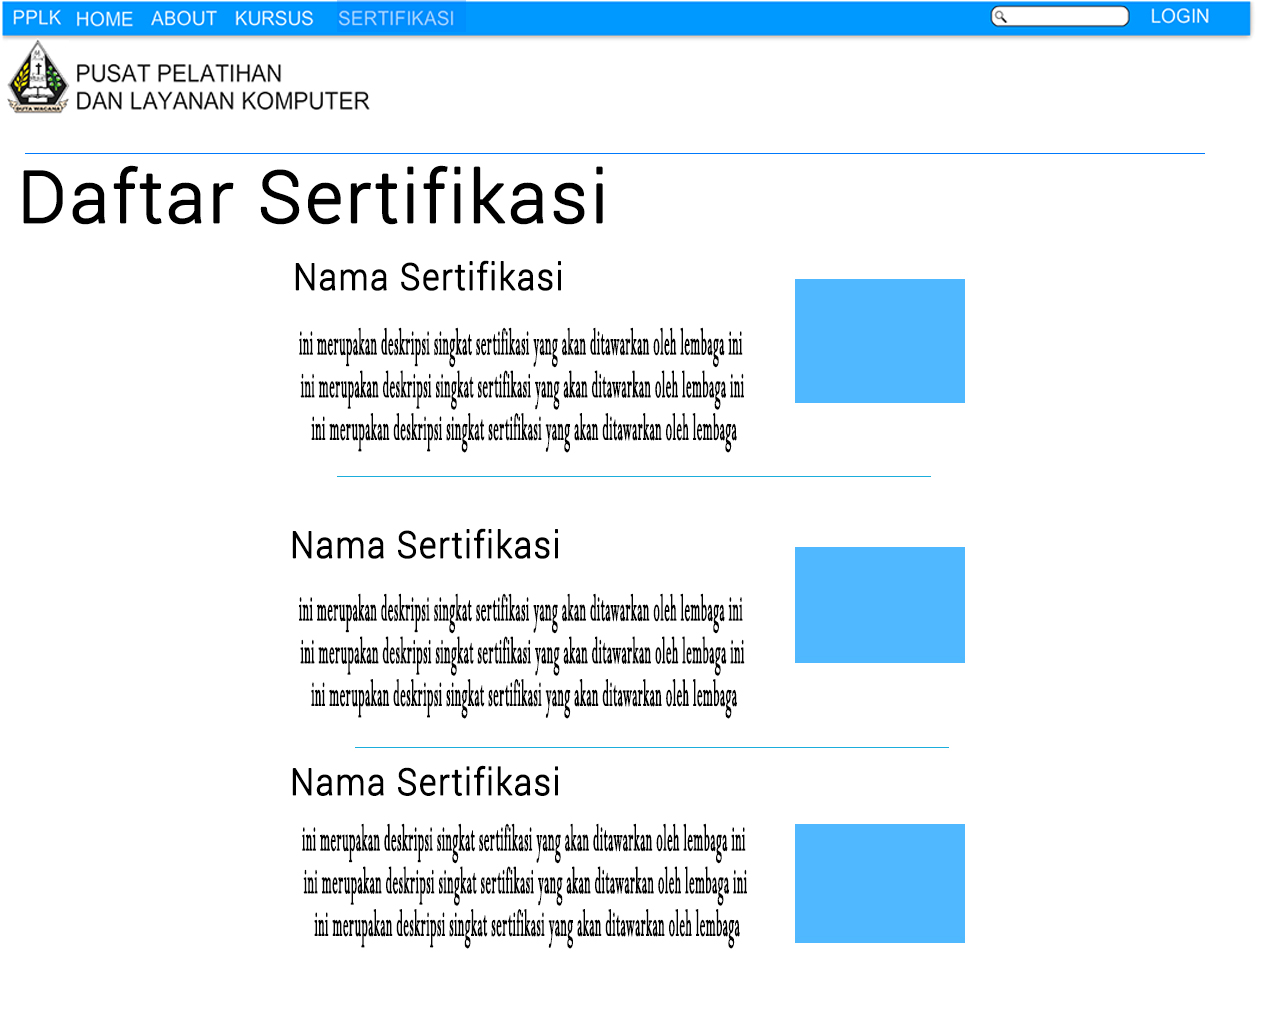 PPLK HOME ABOUT KURSUS SERTIFIKASI LOGIN
PUSAT PELATIHAN
DAN LAYANAN KOMPUTER
DUTA WACANA
Daftar Sertifikasi
Nama Sertifikasi
ini merupakan deskripsi singkat sertifikasi yang akan ditawarkan oleh lembaga ini
ini merupakan deskripsi singkat sertifikasi yang akan ditawarkan oleh lembaga ini
ini merupakan deskripsi singkat sertifikasi yang akan ditawarkan oleh lembaga
Nama Sertifikasi
ini merupakan deskripsi singkat sertifikasi yang akan ditawarkan oleh lembaga ini
ini merupakan deskripsi singkat sertifikasi yang akan ditawarkan oleh lembaga ini
ini merupakan deskripsi singkat sertifikasi yang akan ditawarkan oleh lembaga
Nama Sertifikasi
ini merupakan deskripsi singkat sertifikasi yang akan ditawarkan oleh lembaga ini
ini merupakan deskripsi singkat sertifikasi yang akan ditawarkan oleh lembaga ini
ini merupakan deskripsi singkat sertifikasi yang akan ditawarkan oleh lembaga